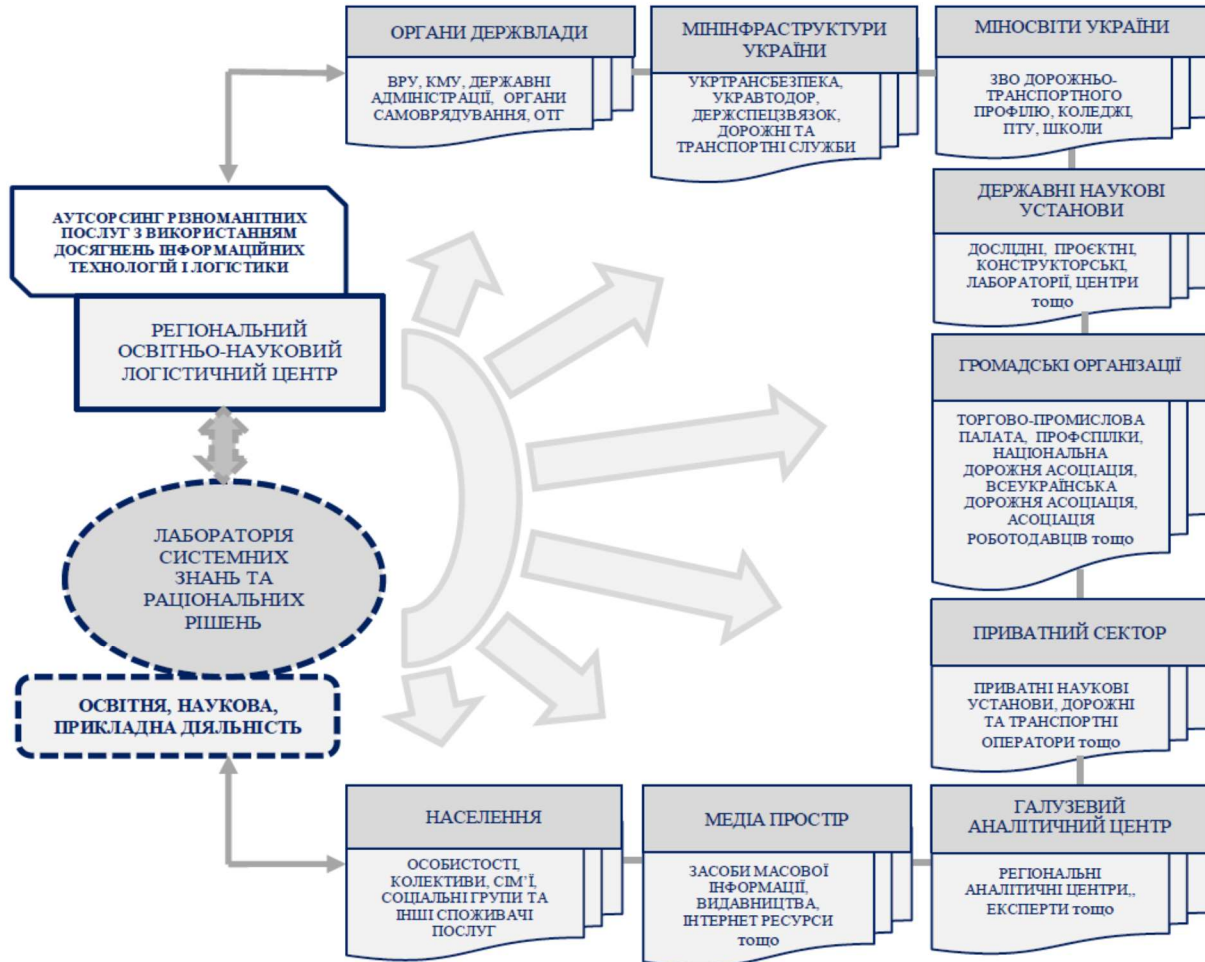 ОРГАНИ ДЕРЖВЛАДИ
ВРУ, КМУ, ДЕРЖАВНІ
АДМІНІСТРАЦІЇ, ОРГАНИ
САМОВРЯДУВАННЯ, ОТГ
МІНІНФРАСТРУКТУРИ
УКРАЇНИ
УКРТРАНСБЕЗПЕКА,
УКРАВТОДОР,
ДЕРЖСПЕЦЗВЯЗОК,
ДОРОЖНІ ТА
ТРАНСПОРТНІ СЛУЖБИ
МІНОСВІТИ УКРАЇНИ
ЗВО ДОРОЖНЬО-
ТРАНСПОРТНОГО
ПРОФІЛЮ, КОЛЕДЖІ,
ПТУ, ШКОЛИ
АУТСОРСИНГ РІЗНОМАНІТНИХ
ПОСЛУГ З ВИКОРИСТАННЯМ
ДОСЯГНЕНЬ ІНФОРМАЦІЙНИХ
ТЕХНОЛОГІЙ І ЛОГІСТИКИ
РЕГІОНАЛЬНИЙ
ОСВІТНЬО-НАУКОВИЙ
ЛОГІСТИЧНИЙ ЦЕНТР
ЛАБОРАТОРІЯ
СИСТЕМНИХ
ЗНАНЬ ТА
РАЦІОНАЛЬНИХ
РІШЕНЬ
ОСВІТНЯ, НАУКОВА,
ПРИКЛАДНА ДІЯЛЬНІСТЬ
ДЕРЖАВНІ НАУКОВІ
УСТАНОВИ
ДОСЛІДНІ, ПРОЄКТНІ,
КОНСТРУКТОРСЬКІ,
ЛАБОРАТОРІЇ, ЦЕНТРИ
тощо
ГРОМАДСЬКІ ОРГАНІЗАЦІЇ
ТОРГОВО-ПРОМИСЛОВА
ПАЛАТА, ПРОФСПІЛКИ,
НАЦІОНАЛЬНА
ДОРОЖНЯ АСОЦІАЦІЯ,
ВСЕУКРАЇНСЬКА
ДОРОЖНЯ АСОЦІАЦІЯ,
АСОЦІАЦІЯ
РОБОТОДАВЦІВ тощо
ПРИВАТНИЙ СЕКТОР
ПРИВАТНІ НАУКОВІ
УСТАНОВИ, ДОРОЖНІ
ТА ТРАНСПОРТНІ
ОПЕРАТОРИ тощо
НАСЕЛЕННЯ
ОСОБИСТОСТІ,
КОЛЕКТИВИ, СІМ’Ї,
СОЦІАЛЬНІ ГРУПИ ТА
ІНШІ СПОЖИВАЧІ
ПОСЛУГ
МЕДІА ПРОСТІР
ЗАСОБИ МАСОВОЇ
ІНФОРМАЦІЇ,
ВИДАВНИЦТВА,
ІНТЕРНЕТ РЕСУРСИ
тощо
ГАЛУЗЕВИЙ
АНАЛІТИЧНИЙ ЦЕНТР
РЕГІОНАЛЬНІ
АНАЛІТИЧНІ ЦЕНТРИ,,
ЕКСПЕРТИ тощо